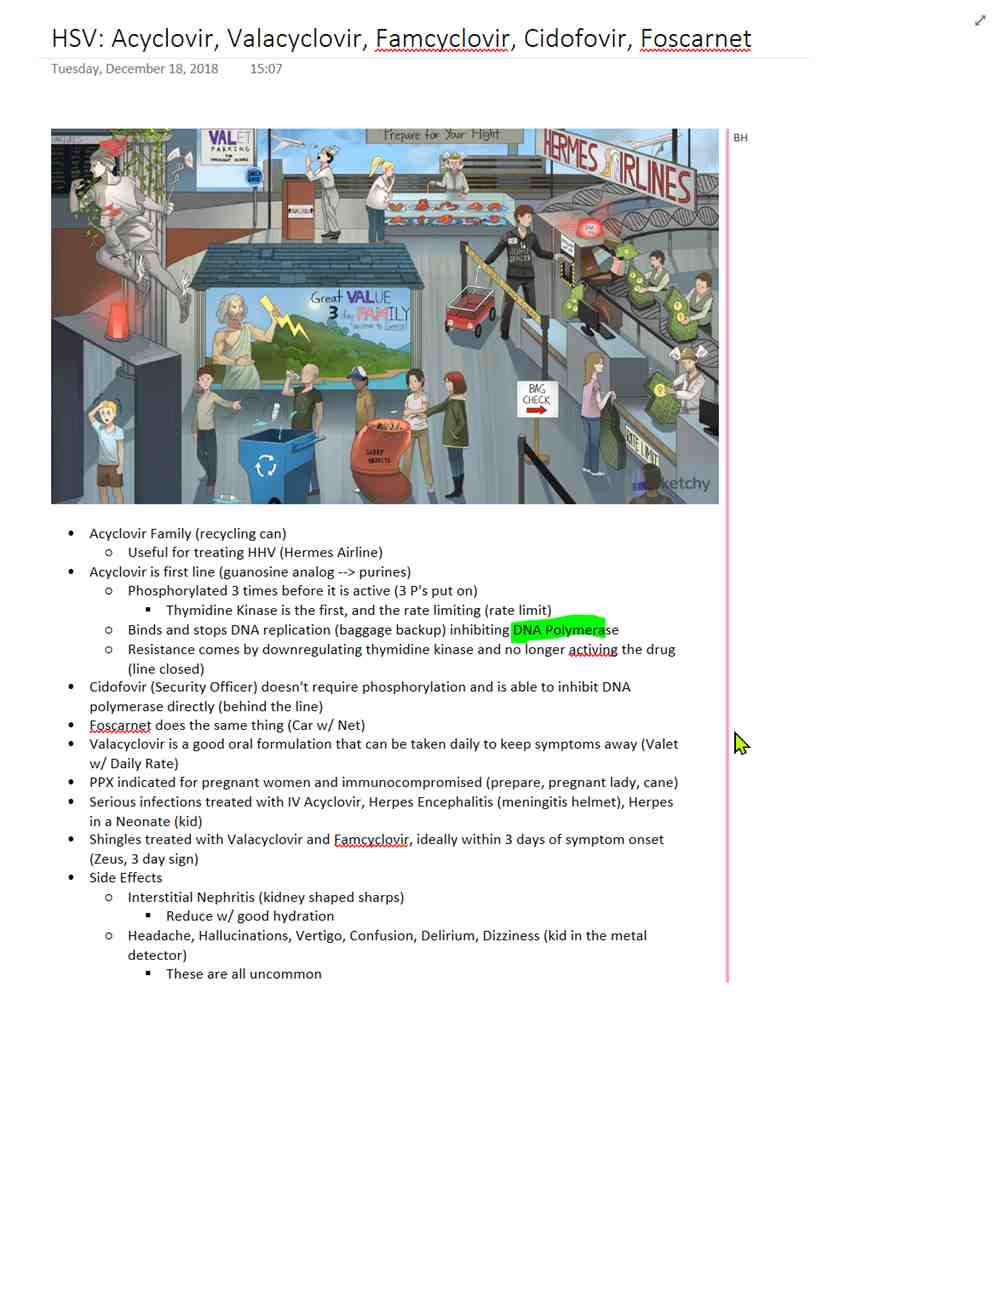 HSV: Acyclovir, Valacyclovir, Famcyclovir, Cidofovir, Foscarnet
Tuesday, December 18, 2018 15:07
BH
VALET
PARKING
Prepare for Your Flight
HERMES AIRLINES
Great VALUE
3 day FAMILY
BAG
CHECK
SHARP
OBJECTS
RATE LIMIT
sketchy
• Acyclovir Family (recycling can)
o Useful for treating HHV (Hermes Airline)
• Acyclovir is first line (guanosine analog --> purines)
o Phosphorylated 3 times before it is active (3 P's put on)
▪ Thymidine Kinase is the first, and the rate limiting (rate limit)
o Binds and stops DNA replication (baggage backup) inhibiting DNA Polymerase
o Resistance comes by downregulating thymidine kinase and no longer activing the drug
(line closed)
• Cidofovir (Security Officer) doesn't require phosphorylation and is able to inhibit DNA
polymerase directly (behind the line)
• Foscarnet does the same thing (Car w/ Net)
• Valacyclovir is a good oral formulation that can be taken daily to keep symptoms away (Valet
w/ Daily Rate)
• PPX indicated for pregnant women and immunocompromised (prepare, pregnant lady, cane)
• Serious infections treated with IV Acyclovir, Herpes Encephalitis (meningitis helmet), Herpes
in a Neonate (kid)
• Shingles treated with Valacyclovir and Famcyclovir, ideally within 3 days of symptom onset
(Zeus, 3 day sign)
• Side Effects
o Interstitial Nephritis (kidney shaped sharps)
▪ Reduce w/ good hydration
o Headache, Hallucinations, Vertigo, Confusion, Delirium, Dizziness (kid in the metal
detector)
▪ These are all uncommon